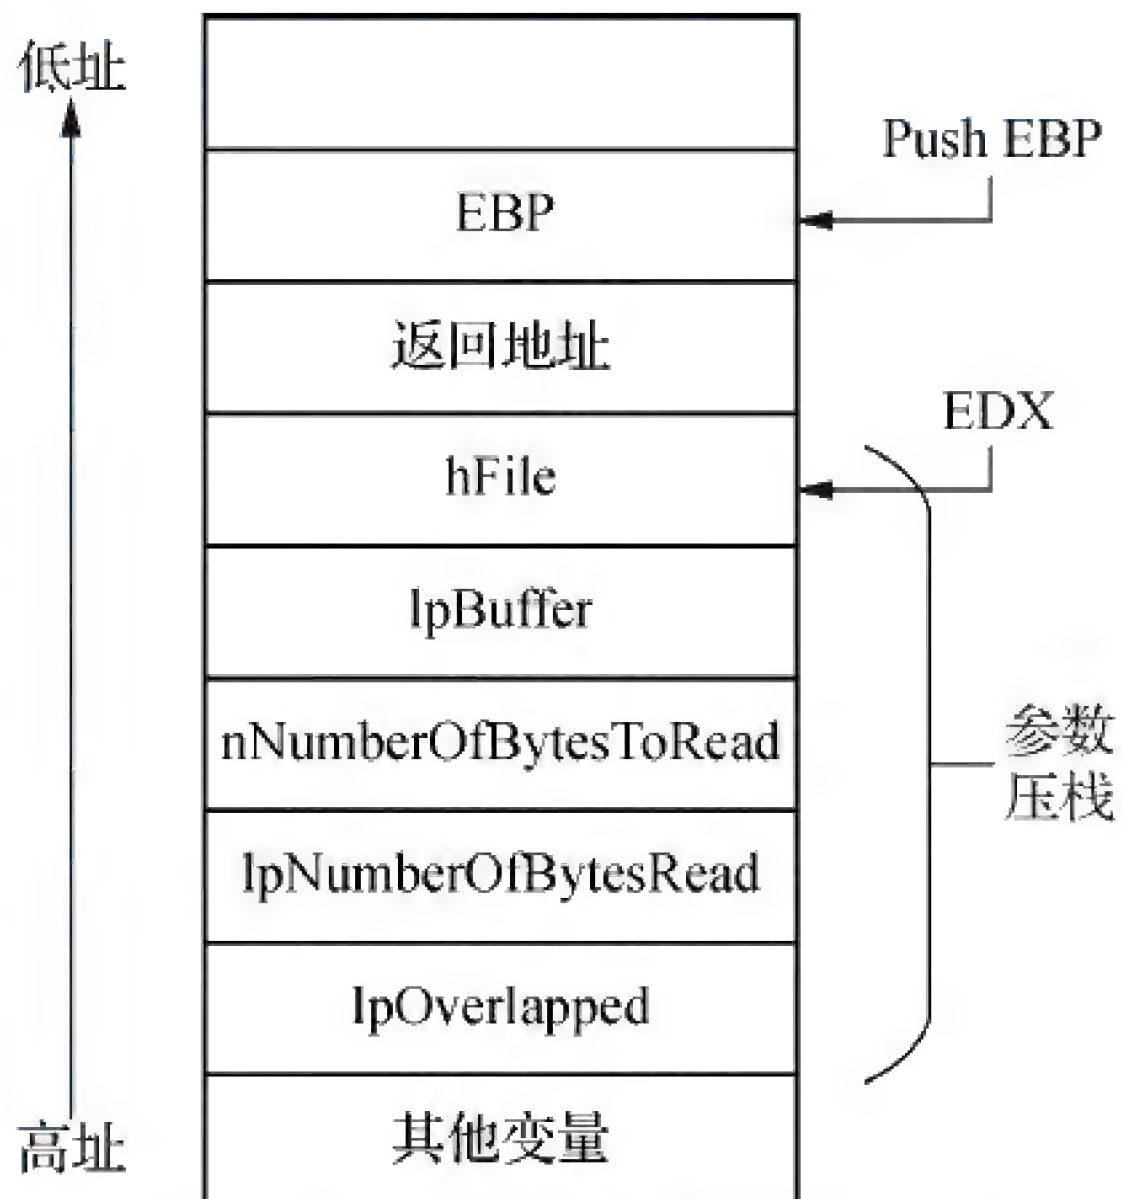 低址
Push EBP
EBP
返回地址
EDX
hFile
lpBuffer
nNumberOfBytesToRead
参数
压栈
lpNumberOfBytesRead
lpOverlapped
高址
其他变量